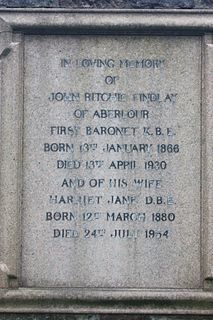 IN LOVING MEMORY
OF
JOHN RITCHIE FINDLAY
OF ABERLOUR
FIRST BARONET K.B.E.
BORN 13TH JANUARY 1866
DIED 13TH APRIL 1930
AND OF HIS WIFE
HARRIET JANE D.B.E.
BORN 12TH MARCH 1880
DIED 24TH JULY 1954